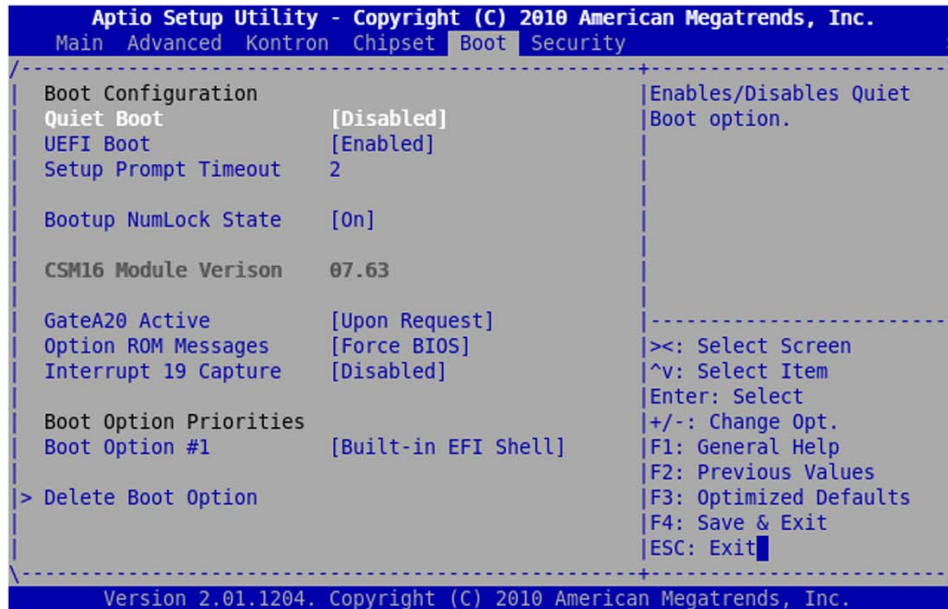 Aptio Setup Utility - Copyright (C) 2010 American Megatrends, Inc.
Main Advanced Kontron Chipset Boot Security
Boot Configuration
Quiet Boot [Disabled]
UEFI Boot [Enabled]
Setup Prompt Timeout 2
Bootup NumLock State [On]
CSM16 Module Verison 07.63
GateA20 Active [Upon Request]
Option ROM Messages [Force BIOS]
Interrupt 19 Capture [Disabled]
Boot Option Priorities
Boot Option #1 [Built-in EFI Shell]
> Delete Boot Option
Enables/Disables Quiet
Boot option.
><: Select Screen
^v: Select Item
Enter: Select
+/-: Change Opt.
F1: General Help
F2: Previous Values
F3: Optimized Defaults
F4: Save & Exit
ESC: Exit
Version 2.01.1204. Copyright (C) 2010 American Megatrends, Inc.